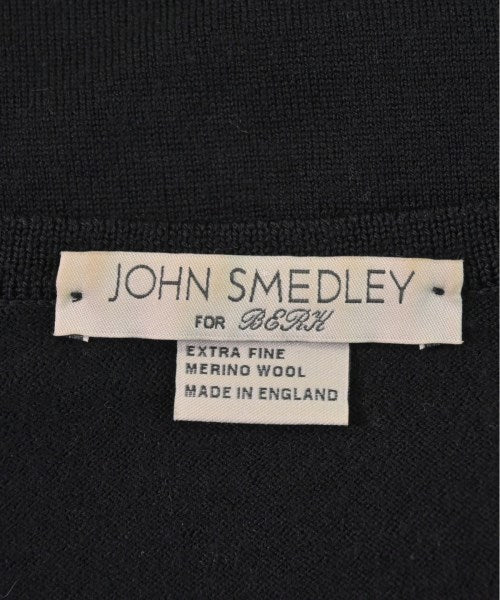 JOHN SMEDLEY
FOR BERK
EXTRA FINE
MERINO WOOL
MADE IN ENGLAND